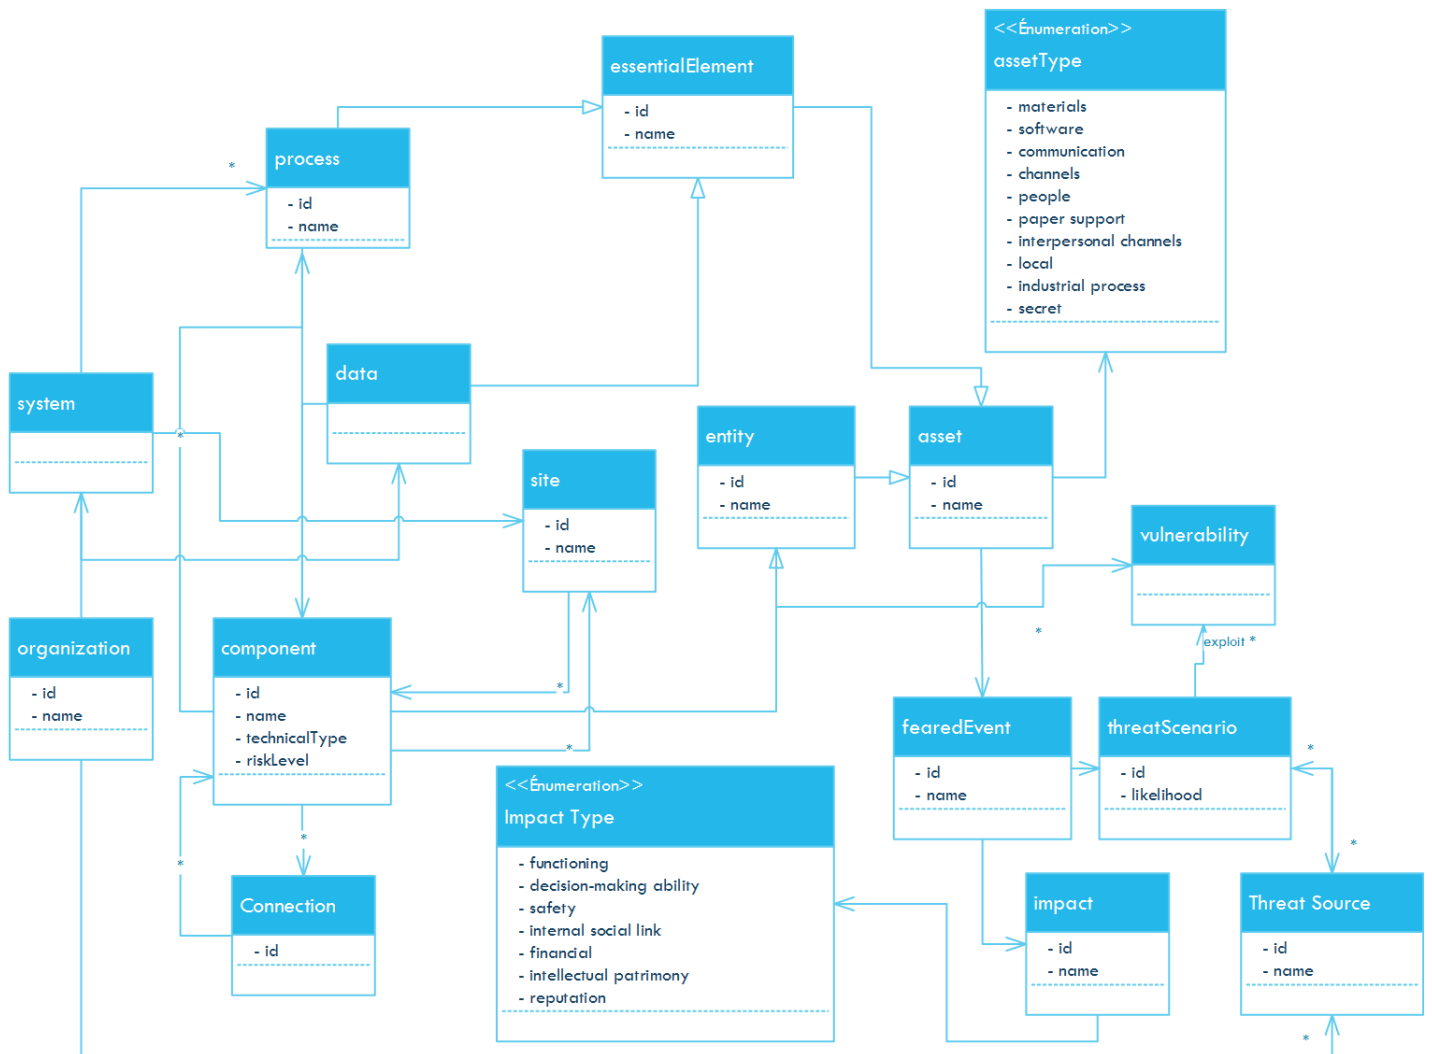 essentialElement
- id
- name
<<Énumeration>>
assetType
- materials
- software
- communication
- channels
- people
- paper support
- interpersonal channels
- local
- industrial process
- secret
process
- id
- name
*
system
*
data
entity
- id
- name
asset
- id
- name
site
- id
- name
vulnerability
exploit *
*
organization
- id
- name
component
- id
- name
- technicalType
- riskLevel
*
*
fearedEvent
- id
- name
threatScenario
- id
- likelihood
*
*
<<Énumeration>>
Impact Type
- functioning
- decision-making ability
- safety
- internal social link
- financial
- intellectual patrimony
- reputation
*
*
Connection
- id
impact
- id
- name
Threat Source
- id
- name
*